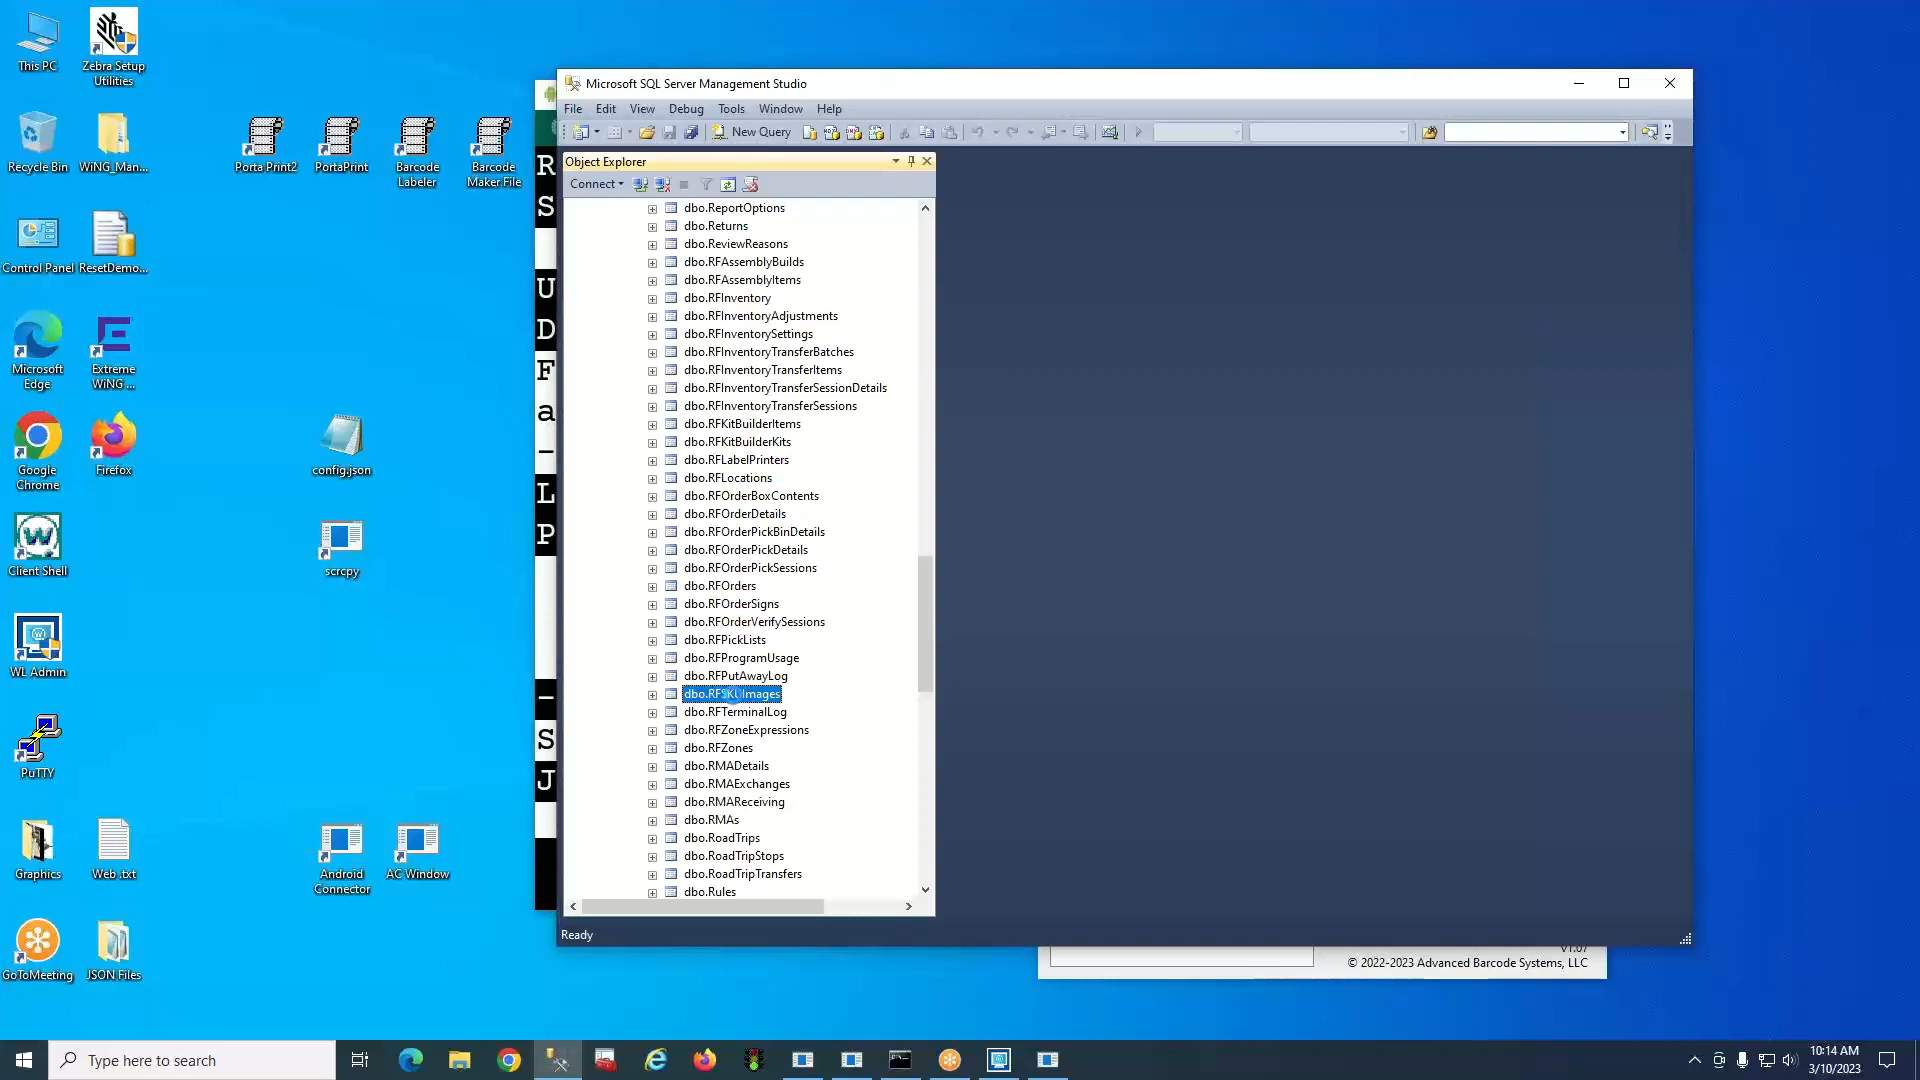 This PC
Zebra Setup
Utilities
Recycle Bin
WiNG_Man...
Porta Print2
PortaPrint
Barcode
Labeler
Barcode
Maker File
Control Panel
ResetDemo...
Microsoft
Edge
Extreme
WiNG ...
Google
Chrome
Firefox
config.json
Client Shell
scrcpy
WL Admin
PuTTY
Graphics
Web .txt
Android
Connector
AC Window
GoToMeeting
JSON Files
R
S
U
D
F
a
-
L
P
-
S
J
Microsoft SQL Server Management Studio
File Edit View Debug Tools Window Help
New Query
Object Explorer
Connect
dbo.ReportOptions
dbo.Returns
dbo.ReviewReasons
dbo.RFAssemblyBuilds
dbo.RFAssemblyItems
dbo.RFInventory
dbo.RFInventoryAdjustments
dbo.RFInventorySettings
dbo.RFInventoryTransferBatches
dbo.RFInventoryTransferItems
dbo.RFInventoryTransferSessionDetails
dbo.RFInventoryTransferSessions
dbo.RFKitBuilderItems
dbo.RFKitBuilderKits
dbo.RFLabelPrinters
dbo.RFLocations
dbo.RFOrderBoxContents
dbo.RFOrderDetails
dbo.RFOrderPickBinDetails
dbo.RFOrderPickDetails
dbo.RFOrderPickSessions
dbo.RFOrders
dbo.RFOrderSigns
dbo.RFOrderVerifySessions
dbo.RFPickLists
dbo.RFProgramUsage
dbo.RFPutAwayLog
dbo.RFSKUImages
dbo.RFTerminalLog
dbo.RFZoneExpressions
dbo.RFZones
dbo.RMADetails
dbo.RMAExchanges
dbo.RMAReceiving
dbo.RMAs
dbo.RoadTrips
dbo.RoadTripStops
dbo.RoadTripTransfers
dbo.Rules
Ready
v1.07
© 2022-2023 Advanced Barcode Systems, LLC
Type here to search
10:14 AM
3/10/2023